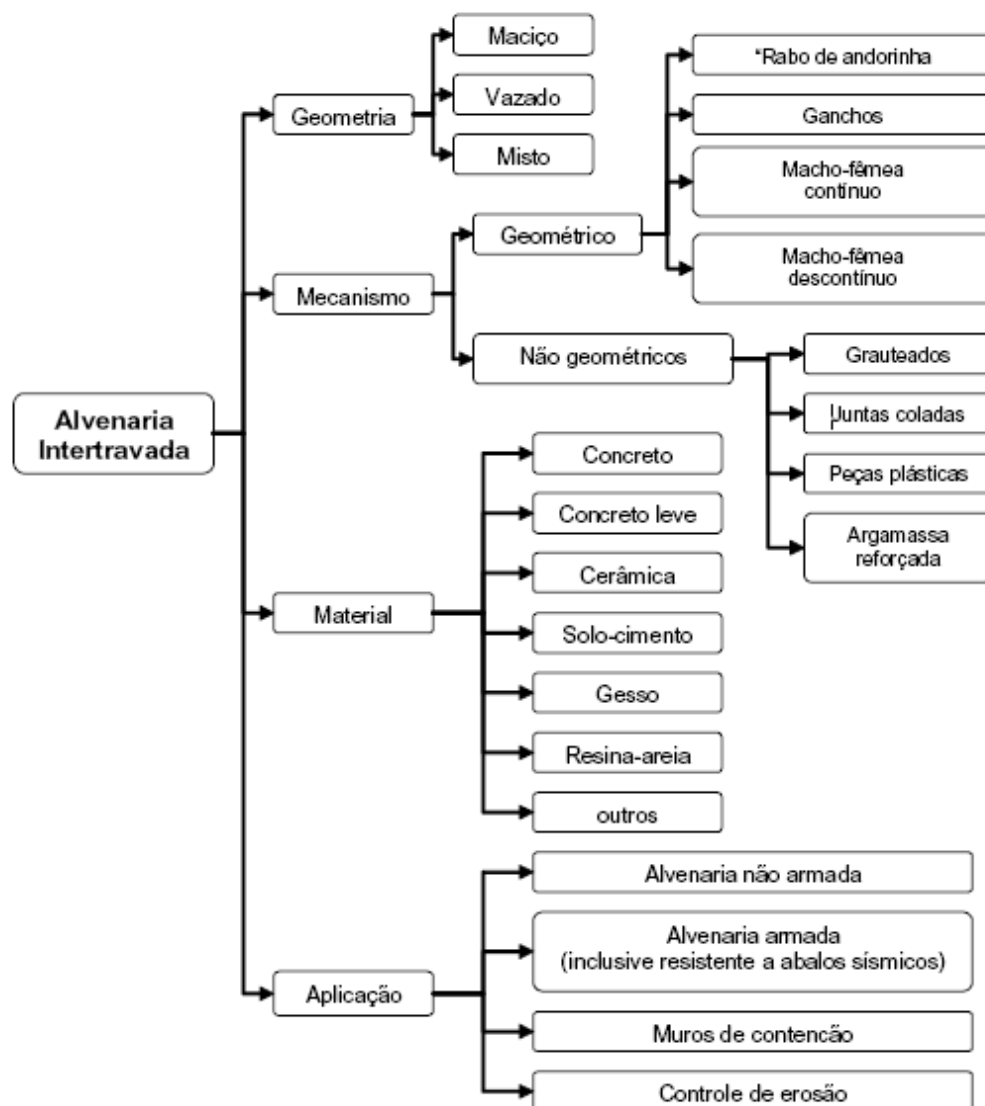 Maciço
*Rabo de andorinha
Vazado
Geometria
Ganchos
Misto
Macho-fêmea
contínuo
Geométrico
Macho-fêmea
descontínuo
Mecanismo
Não geométricos
Grauteados
Alvenaria
Intertravada
Juntas coladas
Concreto
Peças plásticas
Concreto leve
Argamassa
reforçada
Cerâmica
Material
Solo-cimento
Gesso
Resina-areia
outros
Alvenaria não armada
Alvenaria armada
(inclusive resistente a abalos sísmicos)
Aplicação
Muros de contencão
Controle de erosão